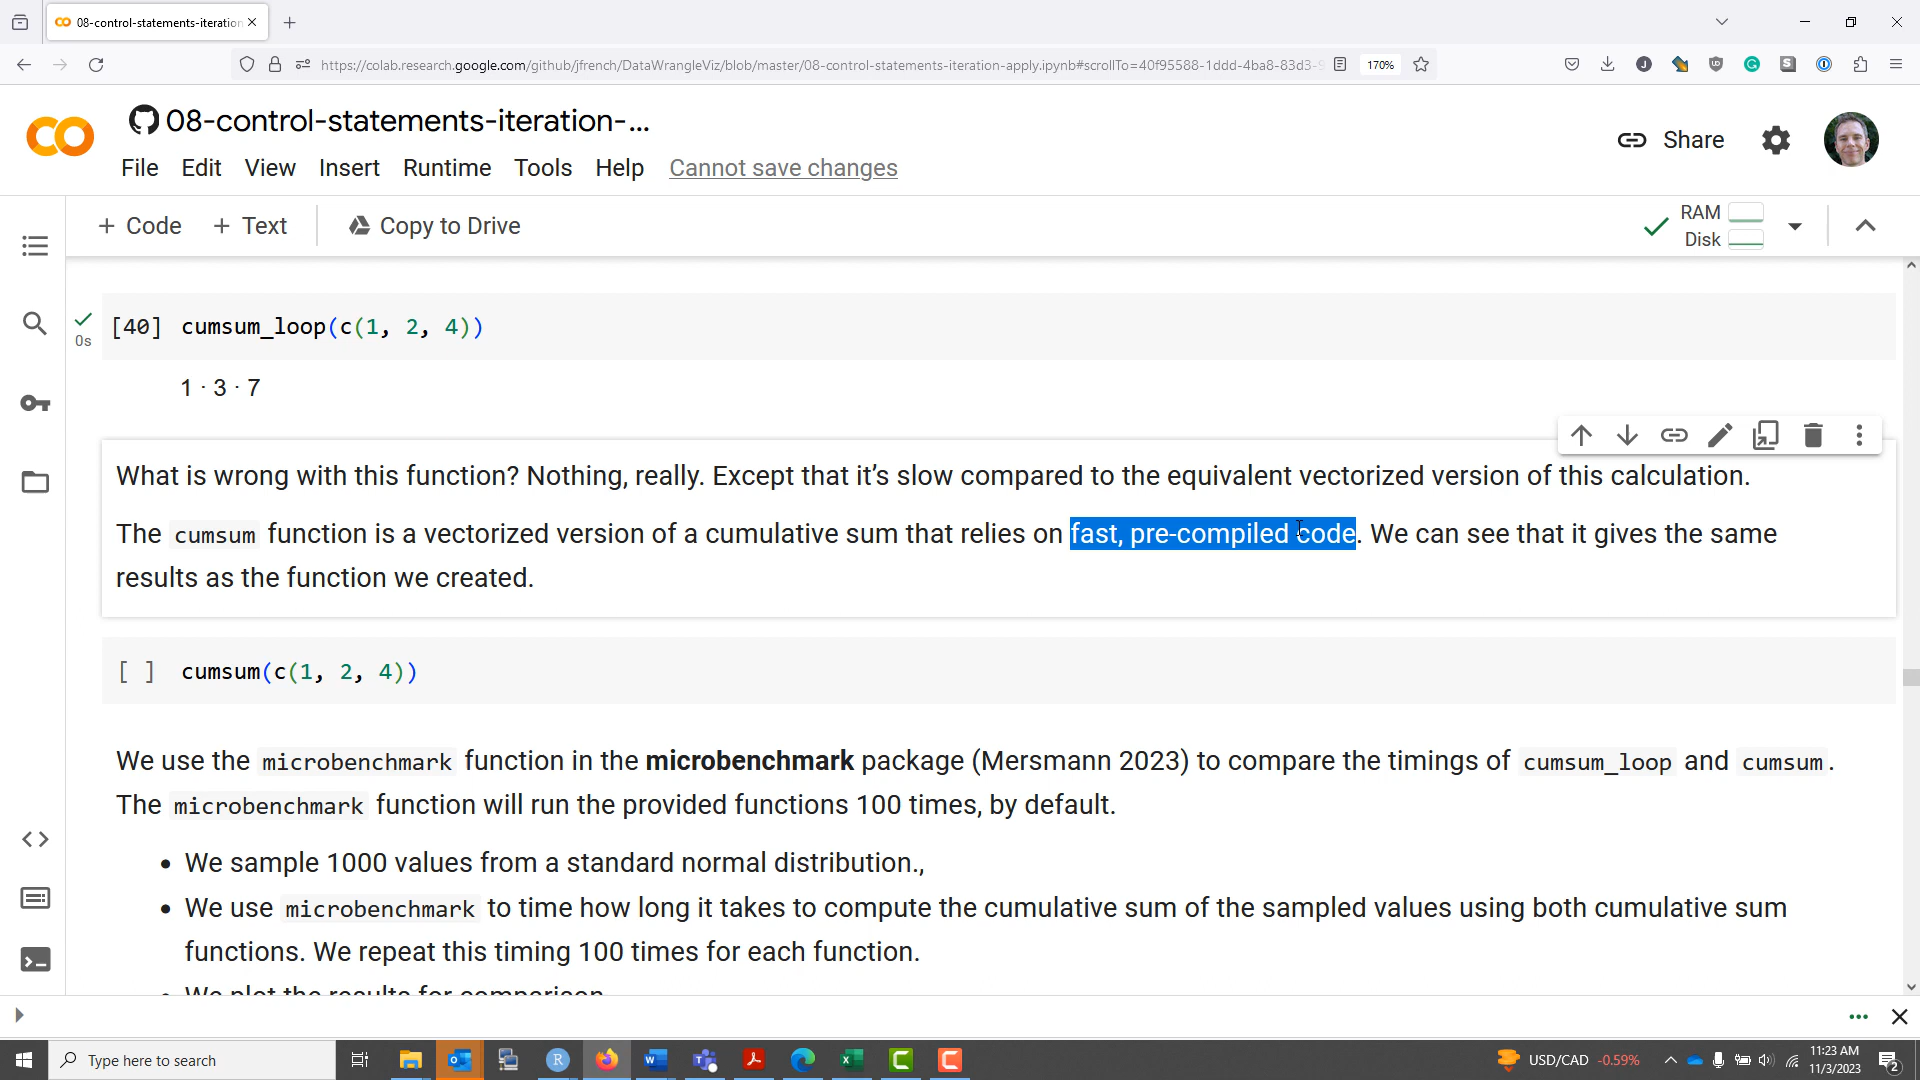 08-control-statements-iteration
https://colab.research.google.com/github/jfrench/DataWrangleViz/blob/master/08-control-statements-iteration-apply.ipynb#scrollTo=40f95588-1ddd-4ba8-83d3-
170%
08-control-statements-iteration-...
Share
File Edit View Insert Runtime Tools Help Cannot save changes
+ Code + Text Copy to Drive
RAM
Disk
[40] cumsum_loop(c(1, 2, 4))
0s
1 · 3 · 7
What is wrong with this function? Nothing, really. Except that it’s slow compared to the equivalent vectorized version of this calculation.
The cumsum function is a vectorized version of a cumulative sum that relies on fast, pre-compiled code. We can see that it gives the same
results as the function we created.
[ ] cumsum(c(1, 2, 4))
We use the microbenchmark function in the microbenchmark package (Mersmann 2023) to compare the timings of cumsum_loop and cumsum.
The microbenchmark function will run the provided functions 100 times, by default.
• We sample 1000 values from a standard normal distribution.,
• We use microbenchmark to time how long it takes to compute the cumulative sum of the sampled values using both cumulative sum
functions. We repeat this timing 100 times for each function.
• We plot the results for comparison
Type here to search
USD/CAD -0.59%
11:23 AM
11/3/2023
2